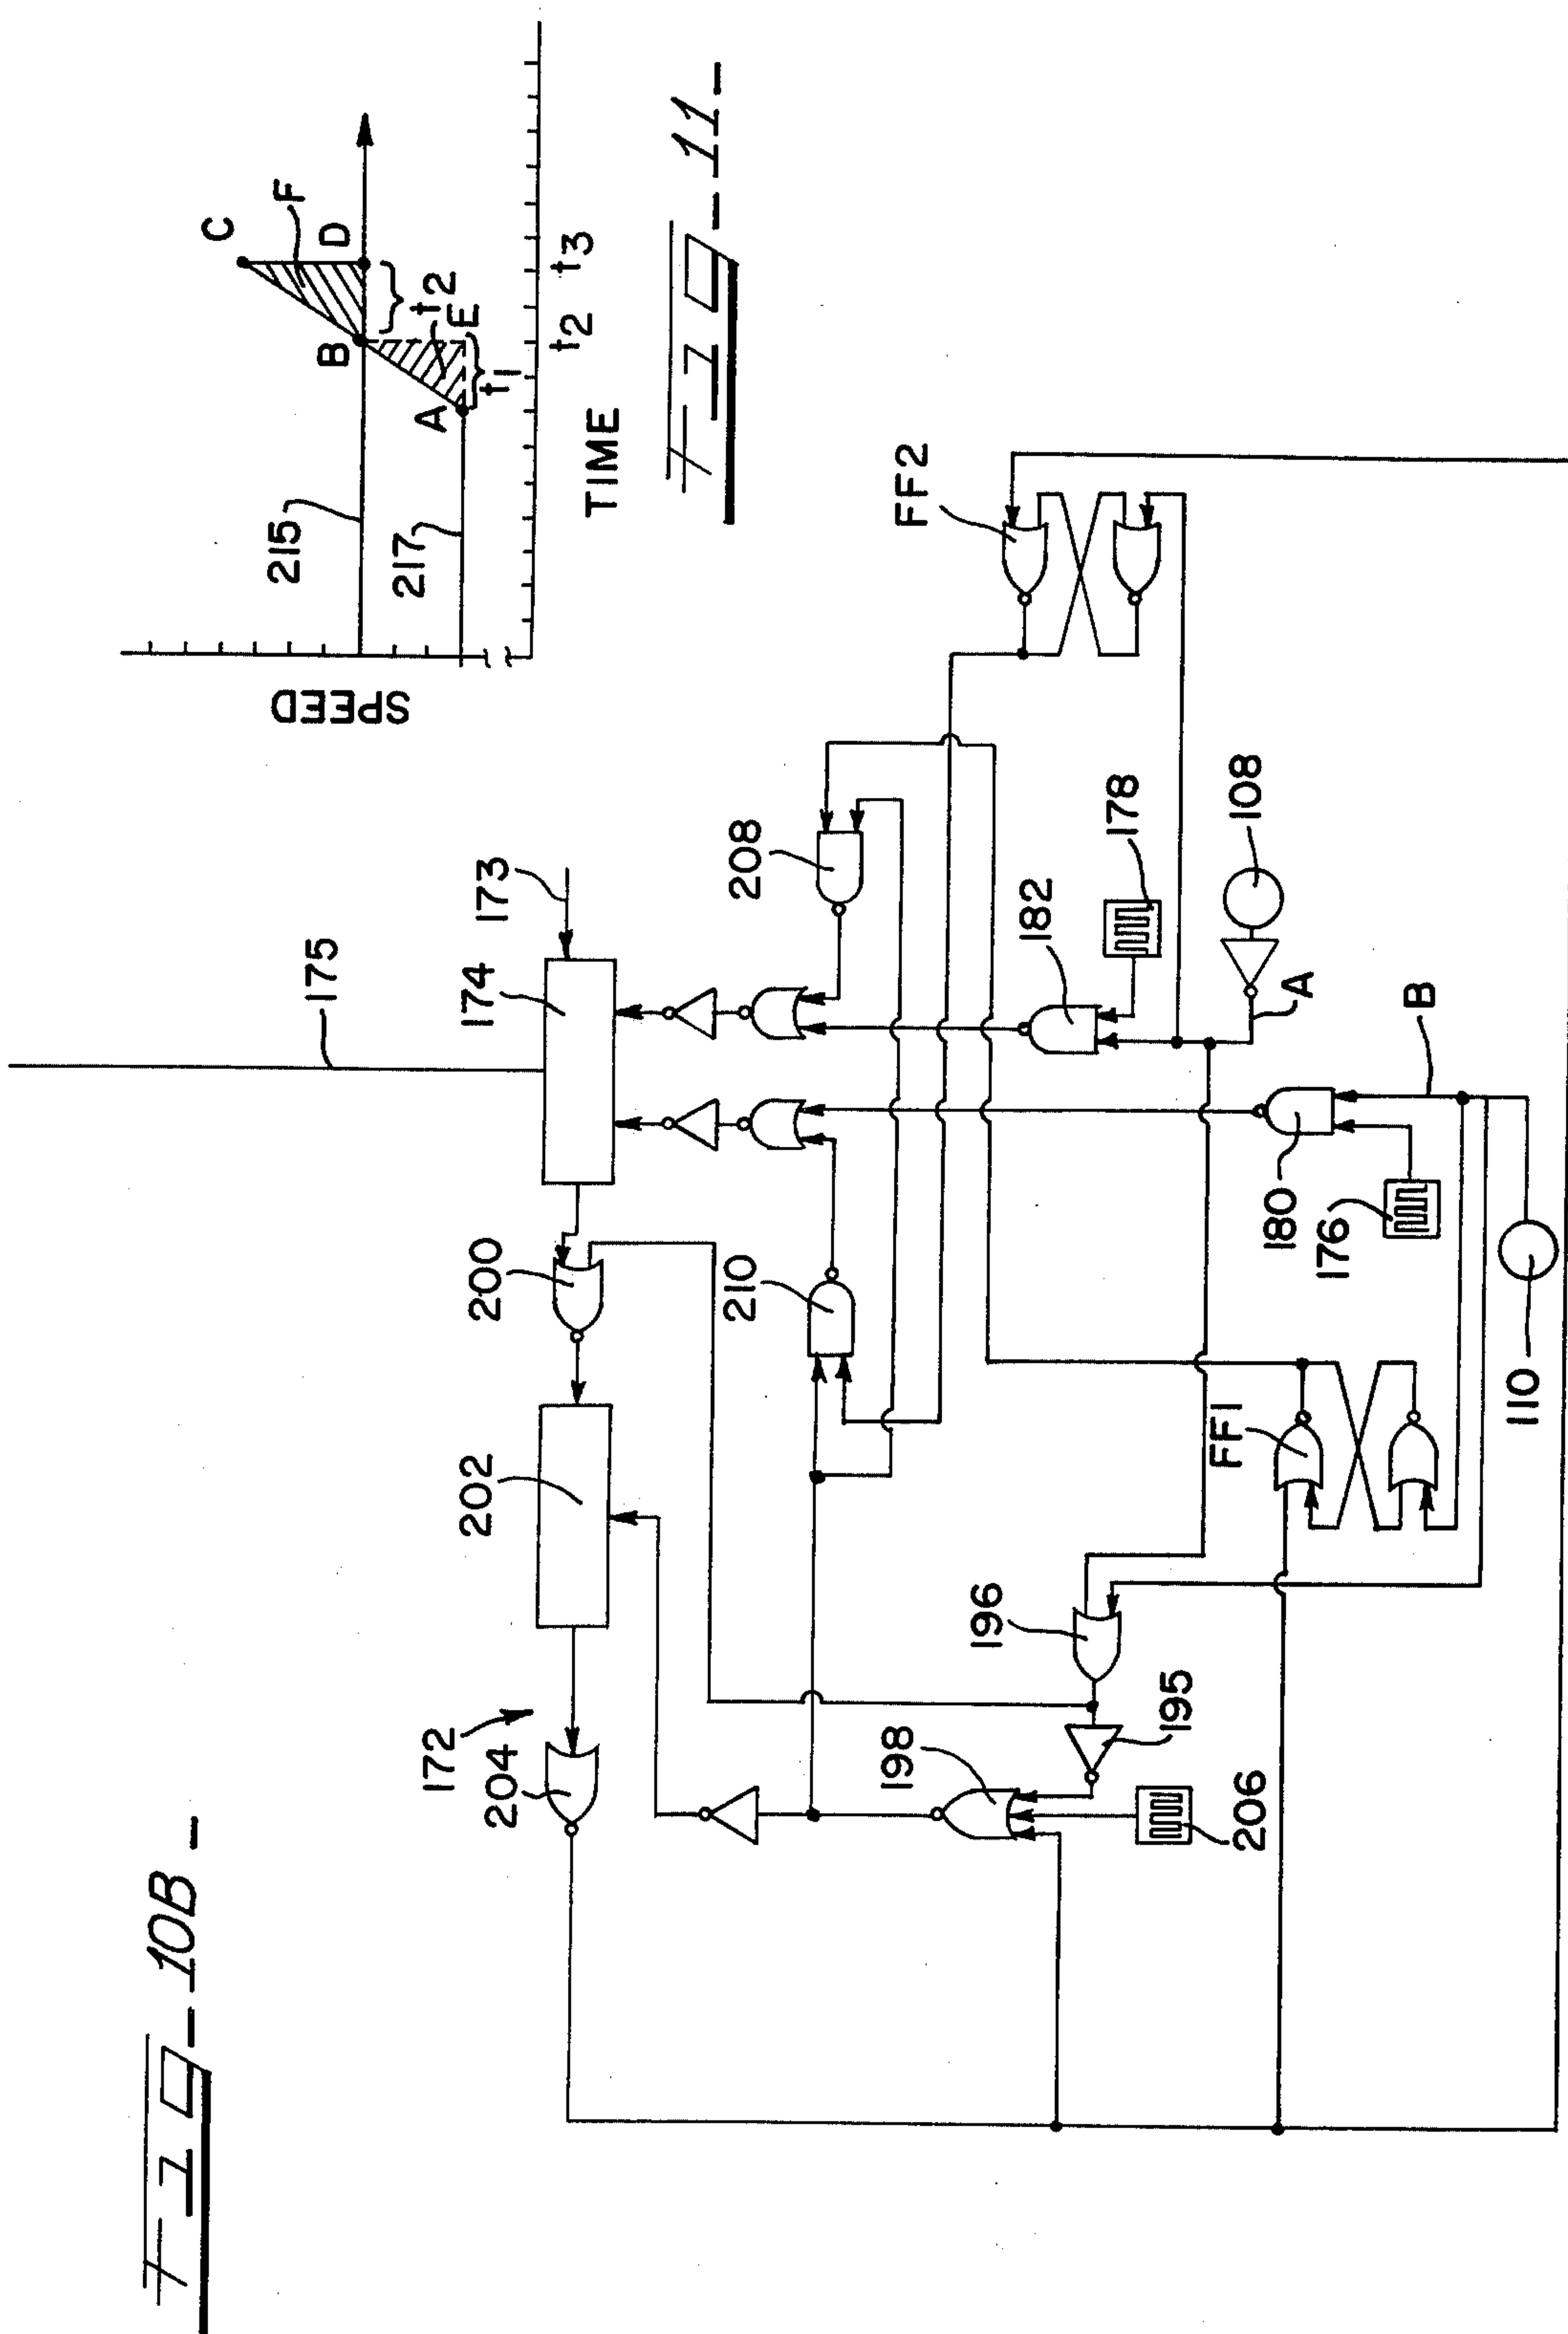 Fig-10B-
175
173
174
200
202
172
204
208
210
182
178
108
A
B
180
176
110
FF2
FF1
196
195
198
206
SPEED
215
217
C
F
D
B
t2
E
A
t1
t2
t3
TIME
Fig-11-